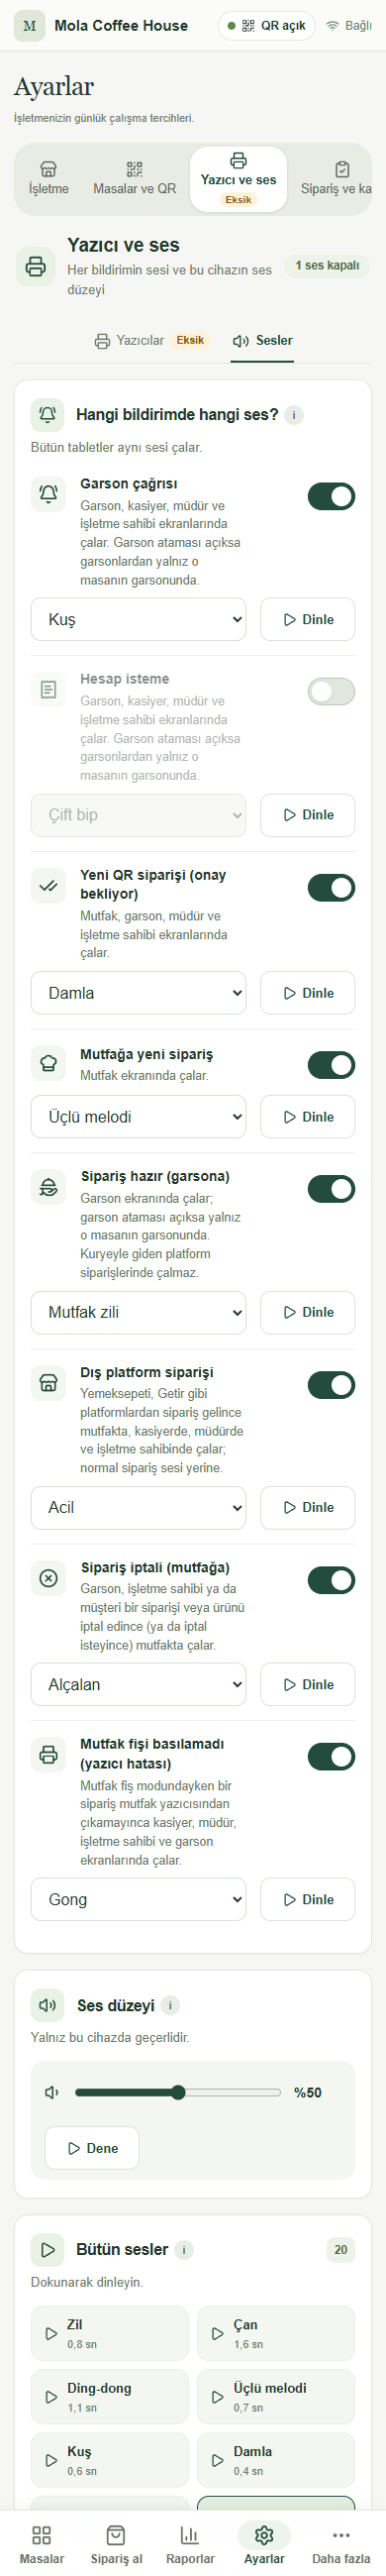 M Mola Coffee House QR açık Bağlı
Ayarlar
İşletmenizin günlük çalışma tercihleri.
İşletme Masalar ve QR Yazıcı ve ses Sipariş ve ka
Eksik
Yazıcı ve ses
Her bildirimin sesi ve bu cihazın ses
düzeyi
1 ses kapalı
Yazıcılar Eksik Sesler
Hangi bildirimde hangi ses? i
Bütün tabletler aynı sesi çalar.
Garson çağrısı
Garson, kasiyer, müdür ve
işletme sahibi ekranlarında
çalar. Garson ataması açıksa
garsonlardan yalnız o
masanın garsonunda.
Kuş Dinle
Hesap isteme
Garson, kasiyer, müdür ve
işletme sahibi ekranlarında
çalar. Garson ataması açıksa
garsonlardan yalnız o
masanın garsonunda.
Çift bip Dinle
Yeni QR siparişi (onay
bekliyor)
Mutfak, garson, müdür ve
işletme sahibi ekranlarında
çalar.
Damla Dinle
Mutfağa yeni sipariş
Mutfak ekranında çalar.
Üçlü melodi Dinle
Sipariş hazır (garsona)
Garson ekranında çalar;
garson ataması açıksa yalnız
o masanın garsonunda.
Kuryeyle giden platform
siparişlerinde çalmaz.
Mutfak zili Dinle
Dış platform siparişi
Yemeksepeti, Getir gibi
platformlardan sipariş gelince
mutfakta, kasiyerde, müdürde
ve işletme sahibinde çalar;
normal sipariş sesi yerine.
Acil Dinle
Sipariş iptali (mutfağa)
Garson, işletme sahibi ya da
müşteri bir siparişi veya ürünü
iptal edince (ya da iptal
isteyince) mutfakta çalar.
Alçalan Dinle
Mutfak fişi basılamadı
(yazıcı hatası)
Mutfak fiş modundayken bir
sipariş mutfak yazıcısından
çıkamayınca kasiyer, müdür,
işletme sahibi ve garson
ekranlarında çalar.
Gong Dinle
Ses düzeyi i
Yalnız bu cihazda geçerlidir.
%50
Dene
Bütün sesler i 20
Dokunarak dinleyin.
Zil Çan
0,8 sn 1,6 sn
Ding-dong Üçlü melodi
1,1 sn 0,7 sn
Kuş Damla
0,6 sn 0,4 sn
Masalar Sipariş al Raporlar Ayarlar Daha fazla